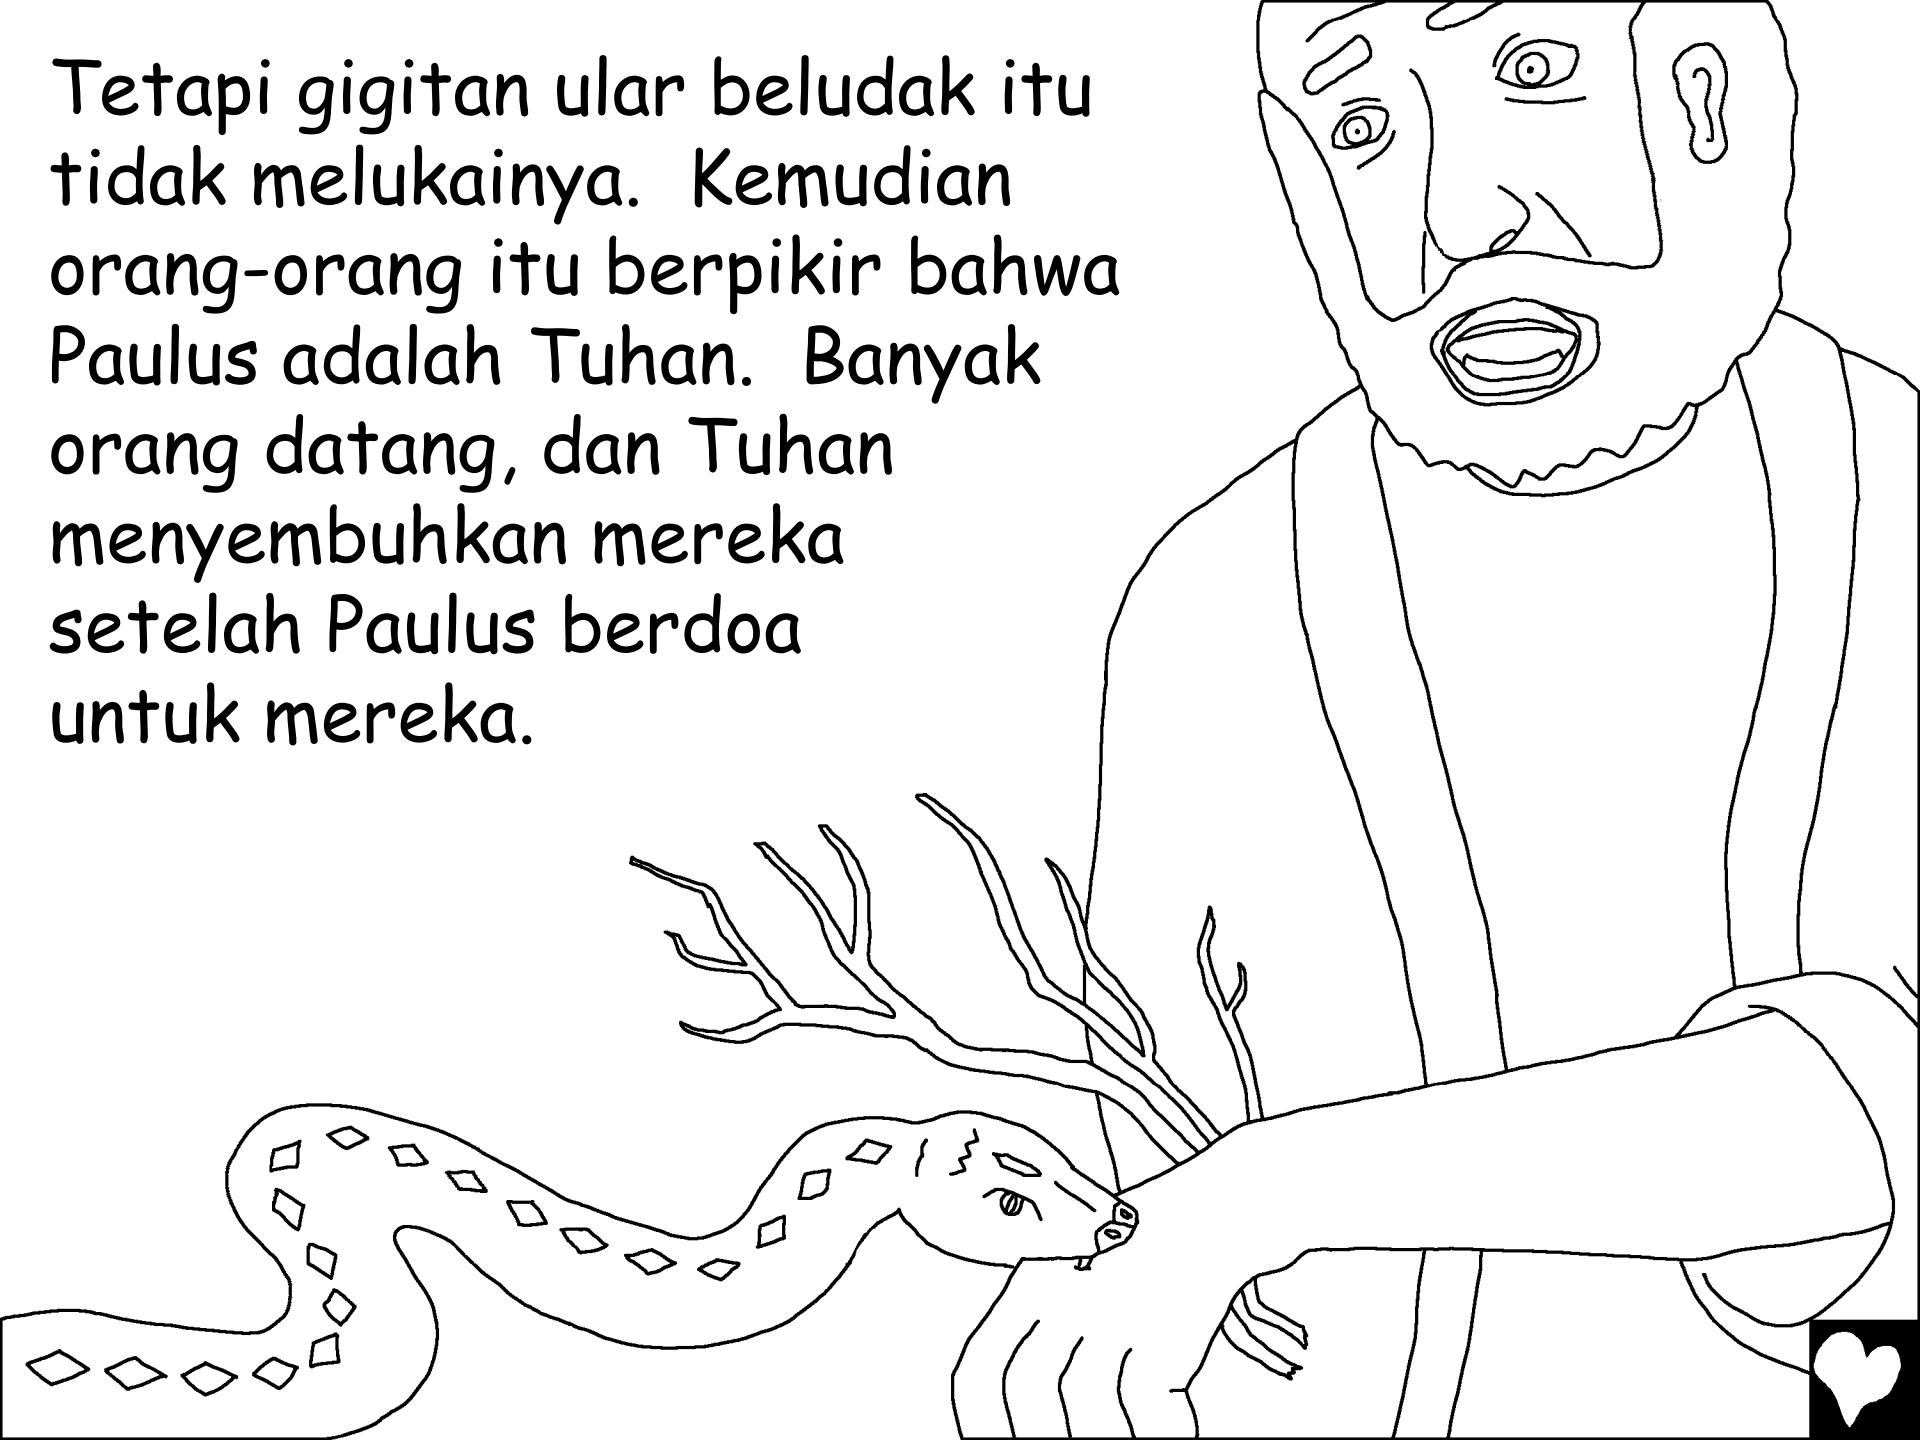 Tetapi gigitan ular beludak itu
tidak melukainya.  Kemudian
orang-orang itu berpikir bahwa
Paulus adalah Tuhan.  Banyak
orang datang, dan Tuhan
menyembuhkan mereka
setelah Paulus berdoa
untuk mereka.